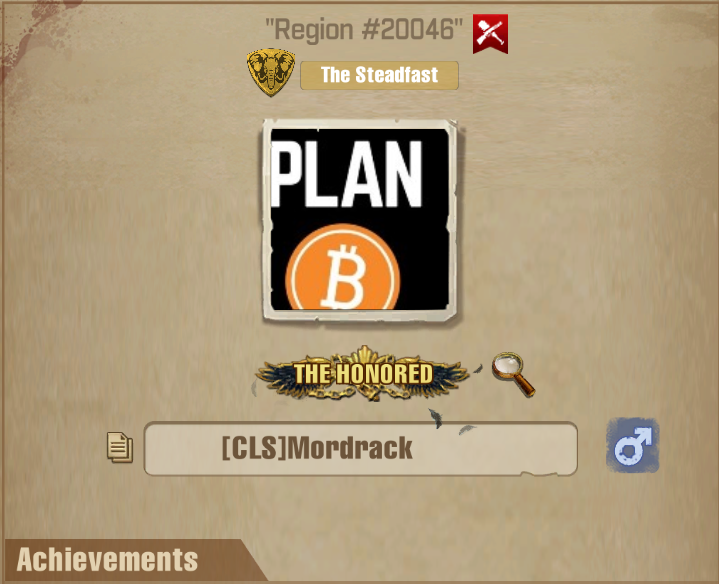 "Region #20046"
The Steadfast
PLAN
B
THE HONORED
[CLS]Mordrack
Achievements